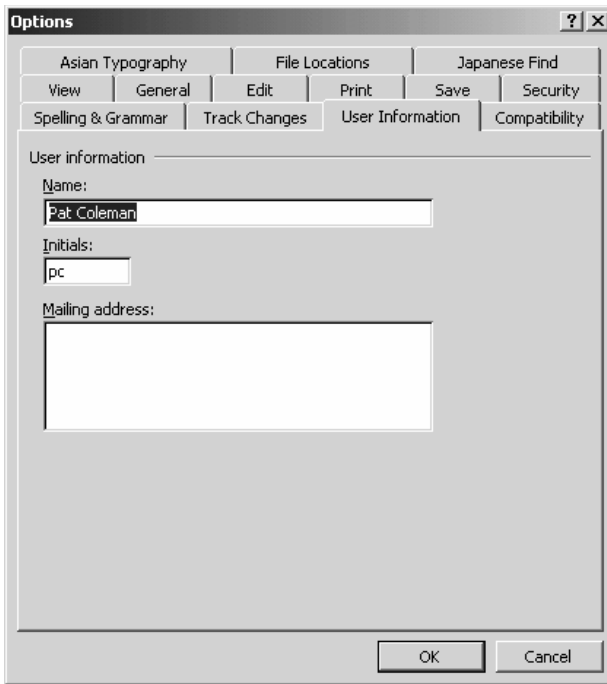 Options
Asian Typography File Locations Japanese Find
View General Edit Print Save Security
Spelling & Grammar Track Changes User Information Compatibility
User information
Name:
Pat Coleman
Initials:
pc
Mailing address:
OK Cancel